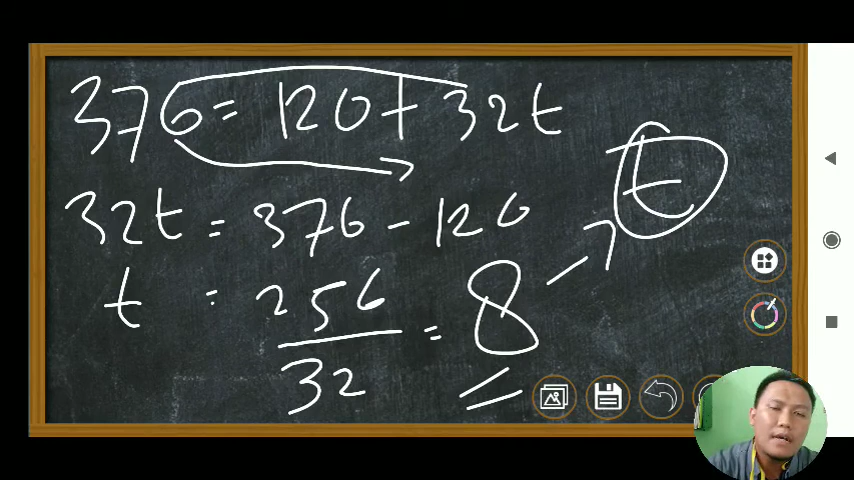 376 = 120 + 32t
32t = 376 - 120
t = 256/32 = 8 → t